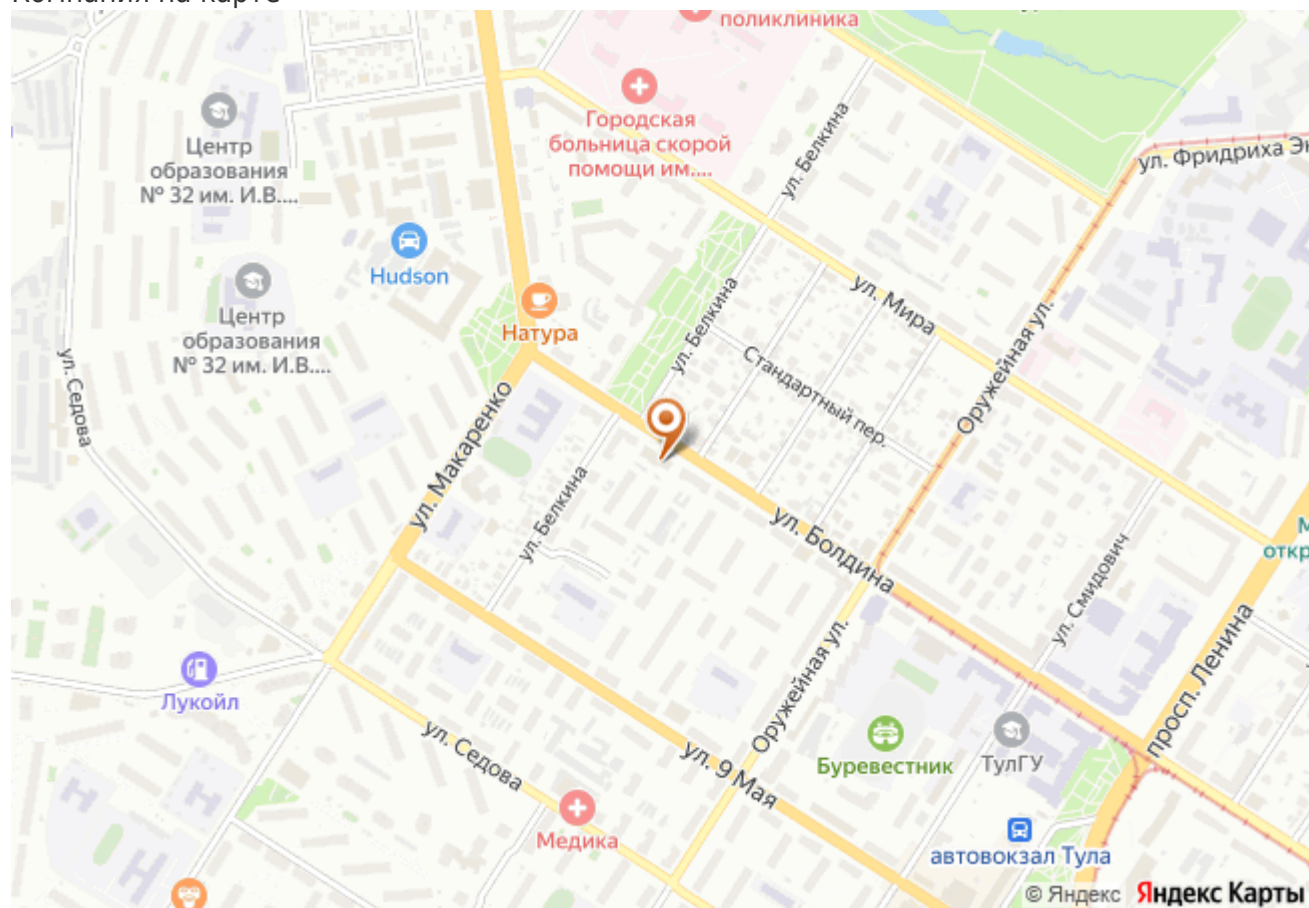 поликлиника
Городская
больница скорой
помощи им....
Центр
образования
№ 32 им. И.В....
ул. Белкина
ул. Фридриха Эн
Hudson
Центр
образования
№ 32 им. И.В....
Натура
ул. Белкина
ул. Мира
Стандартный пер.
Оружейная ул.
ул. Седова
ул. Макаренко
ул. Белкина
ул. Болдина
ул. Смидович
откр
просп. Ленина
Лукойл
Оружейная ул.
ул. Седова
ул. 9 Мая
Буревестник
ТулГУ
Медика
автовокзал Тула
© Яндекс Яндекс Карты